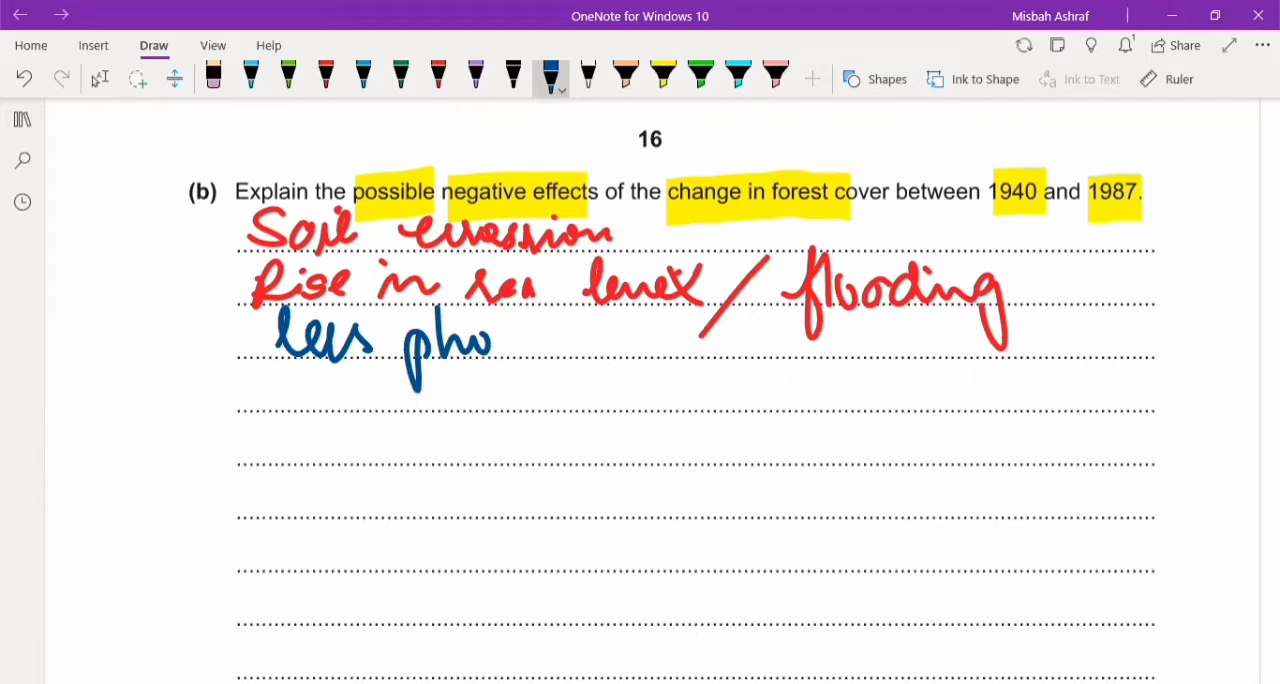 OneNote for Windows 10
Misbah Ashraf
Home Insert Draw View Help
1 Share
Shapes Ink to Shape Ink to Text Ruler
16
(b) Explain the possible negative effects of the change in forest cover between 1940 and 1987.
Soil
Rise in sea level / flooding
less pho